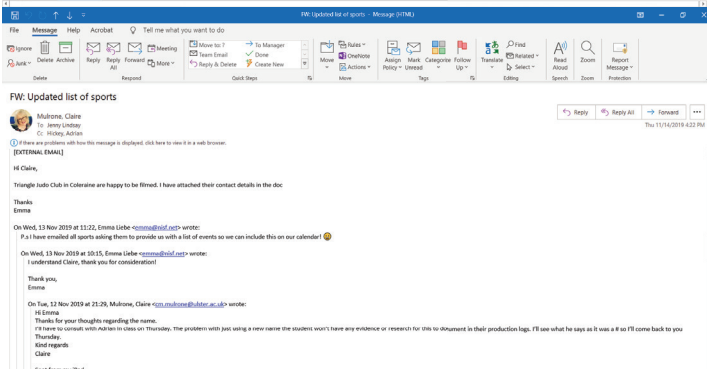 FW: Updated list of sports - Message (HTML)
File Message Help Acrobat Tell me what you want to do
Ignore
Junk
Delete Archive
Reply Reply All Forward
Meeting
More
Move to: ?
Team Email
Reply & Delete
To Manager
Done
Create New
Move
Rules
OneNote
Actions
Assign Policy Mark Unread Categorize Follow Up
Translate
Find
Related
Select
Read Aloud
Zoom
Report Message
Delete Respond Quick Steps Move Tags Editing Speech Zoom Protection
FW: Updated list of sports
Mulrone, Claire
To Jenny Lindsay
Cc Hickey, Adrian
Reply Reply All Forward
Thu 11/14/2019 4:22 PM
If there are problems with how this message is displayed, click here to view it in a web browser.
[EXTERNAL EMAIL]
Hi Claire,
Triangle Judo Club in Coleraine are happy to be filmed. I have attached their contact details in the doc
Thanks
Emma
On Wed, 13 Nov 2019 at 11:22, Emma Liebe <emma@nisf.net> wrote:
P.s I have emailed all sports asking them to provide us with a list of events so we can include this on our calendar! 😀
On Wed, 13 Nov 2019 at 10:15, Emma Liebe <emma@nisf.net> wrote:
I understand Claire, thank you for consideration!
Thank you,
Emma
On Tue, 12 Nov 2019 at 21:29, Mulrone, Claire <cm.mulrone@ulster.ac.uk> wrote:
Hi Emma
Thanks for your thoughts regarding the name.
I'll have to consult with Adrian in class on Thursday. The problem with just using a new name the student won't have any evidence or research for this to document in their production logs. I'll see what he says as it was a # so I'll come back to you
Thursday.
Kind regards
Claire